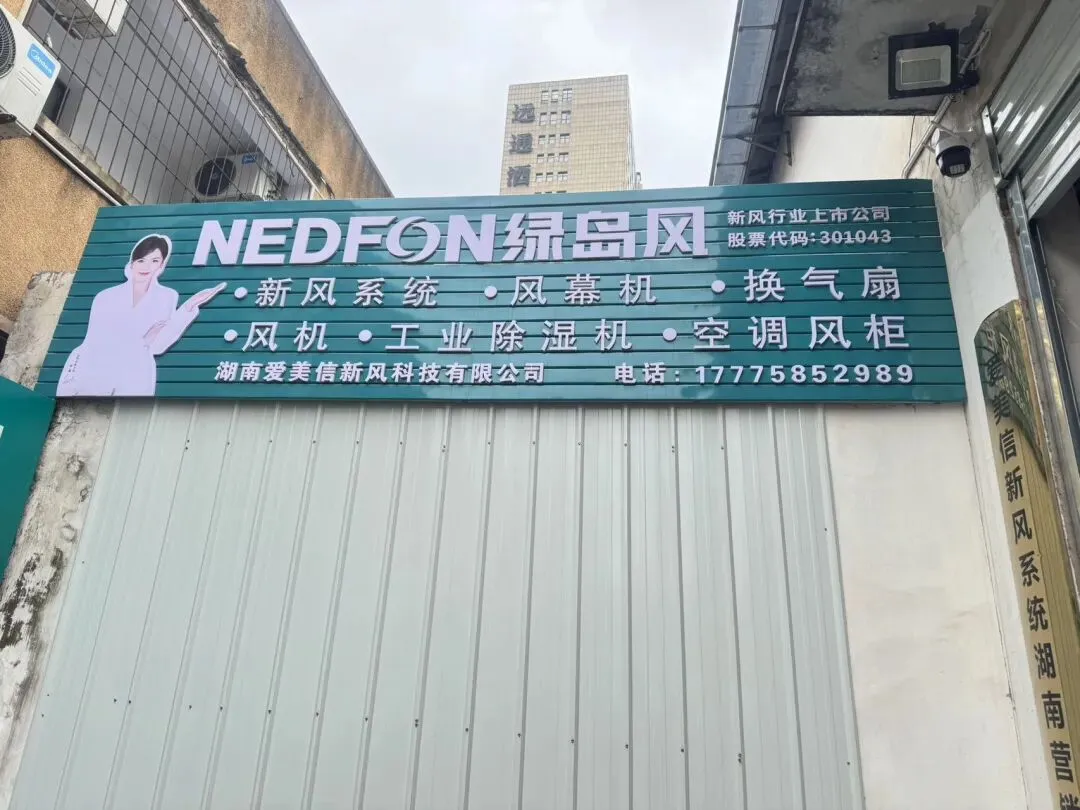 Midea
远通酒
NEDFON绿岛风
新风行业上市公司
股票代码:301043
·新风系统 ·风幕机 ·换气扇
·风机 ·工业除湿机 ·空调风柜
湖南爱美信新风科技有限公司 电话:17775852989
爱美信新风系统湖南营销